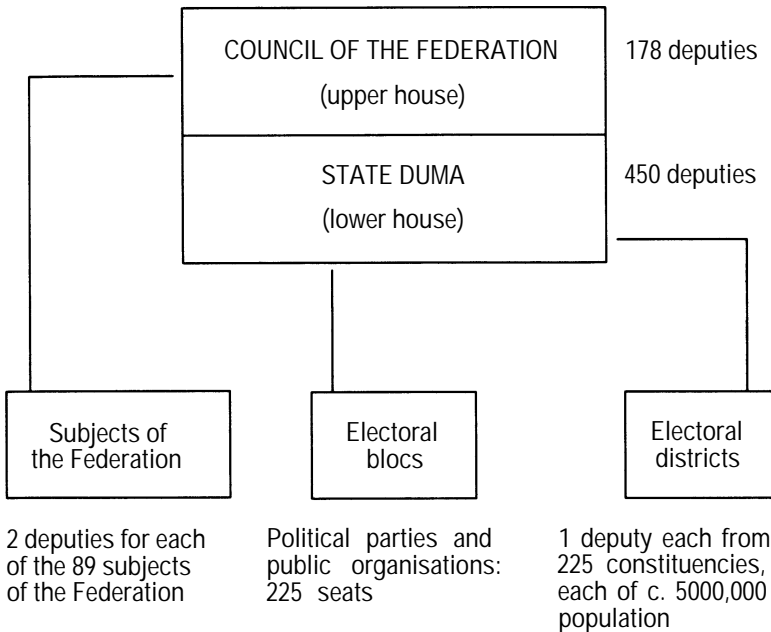 COUNCIL OF THE FEDERATION
(upper house)
178 deputies
STATE DUMA
(lower house)
450 deputies
Subjects of
the Federation
Electoral
blocs
Electoral
districts
2 deputies for each
of the 89 subjects
of the Federation
Political parties and
public organisations:
225 seats
1 deputy each from
225 constituencies,
each of c. 5000,000
population